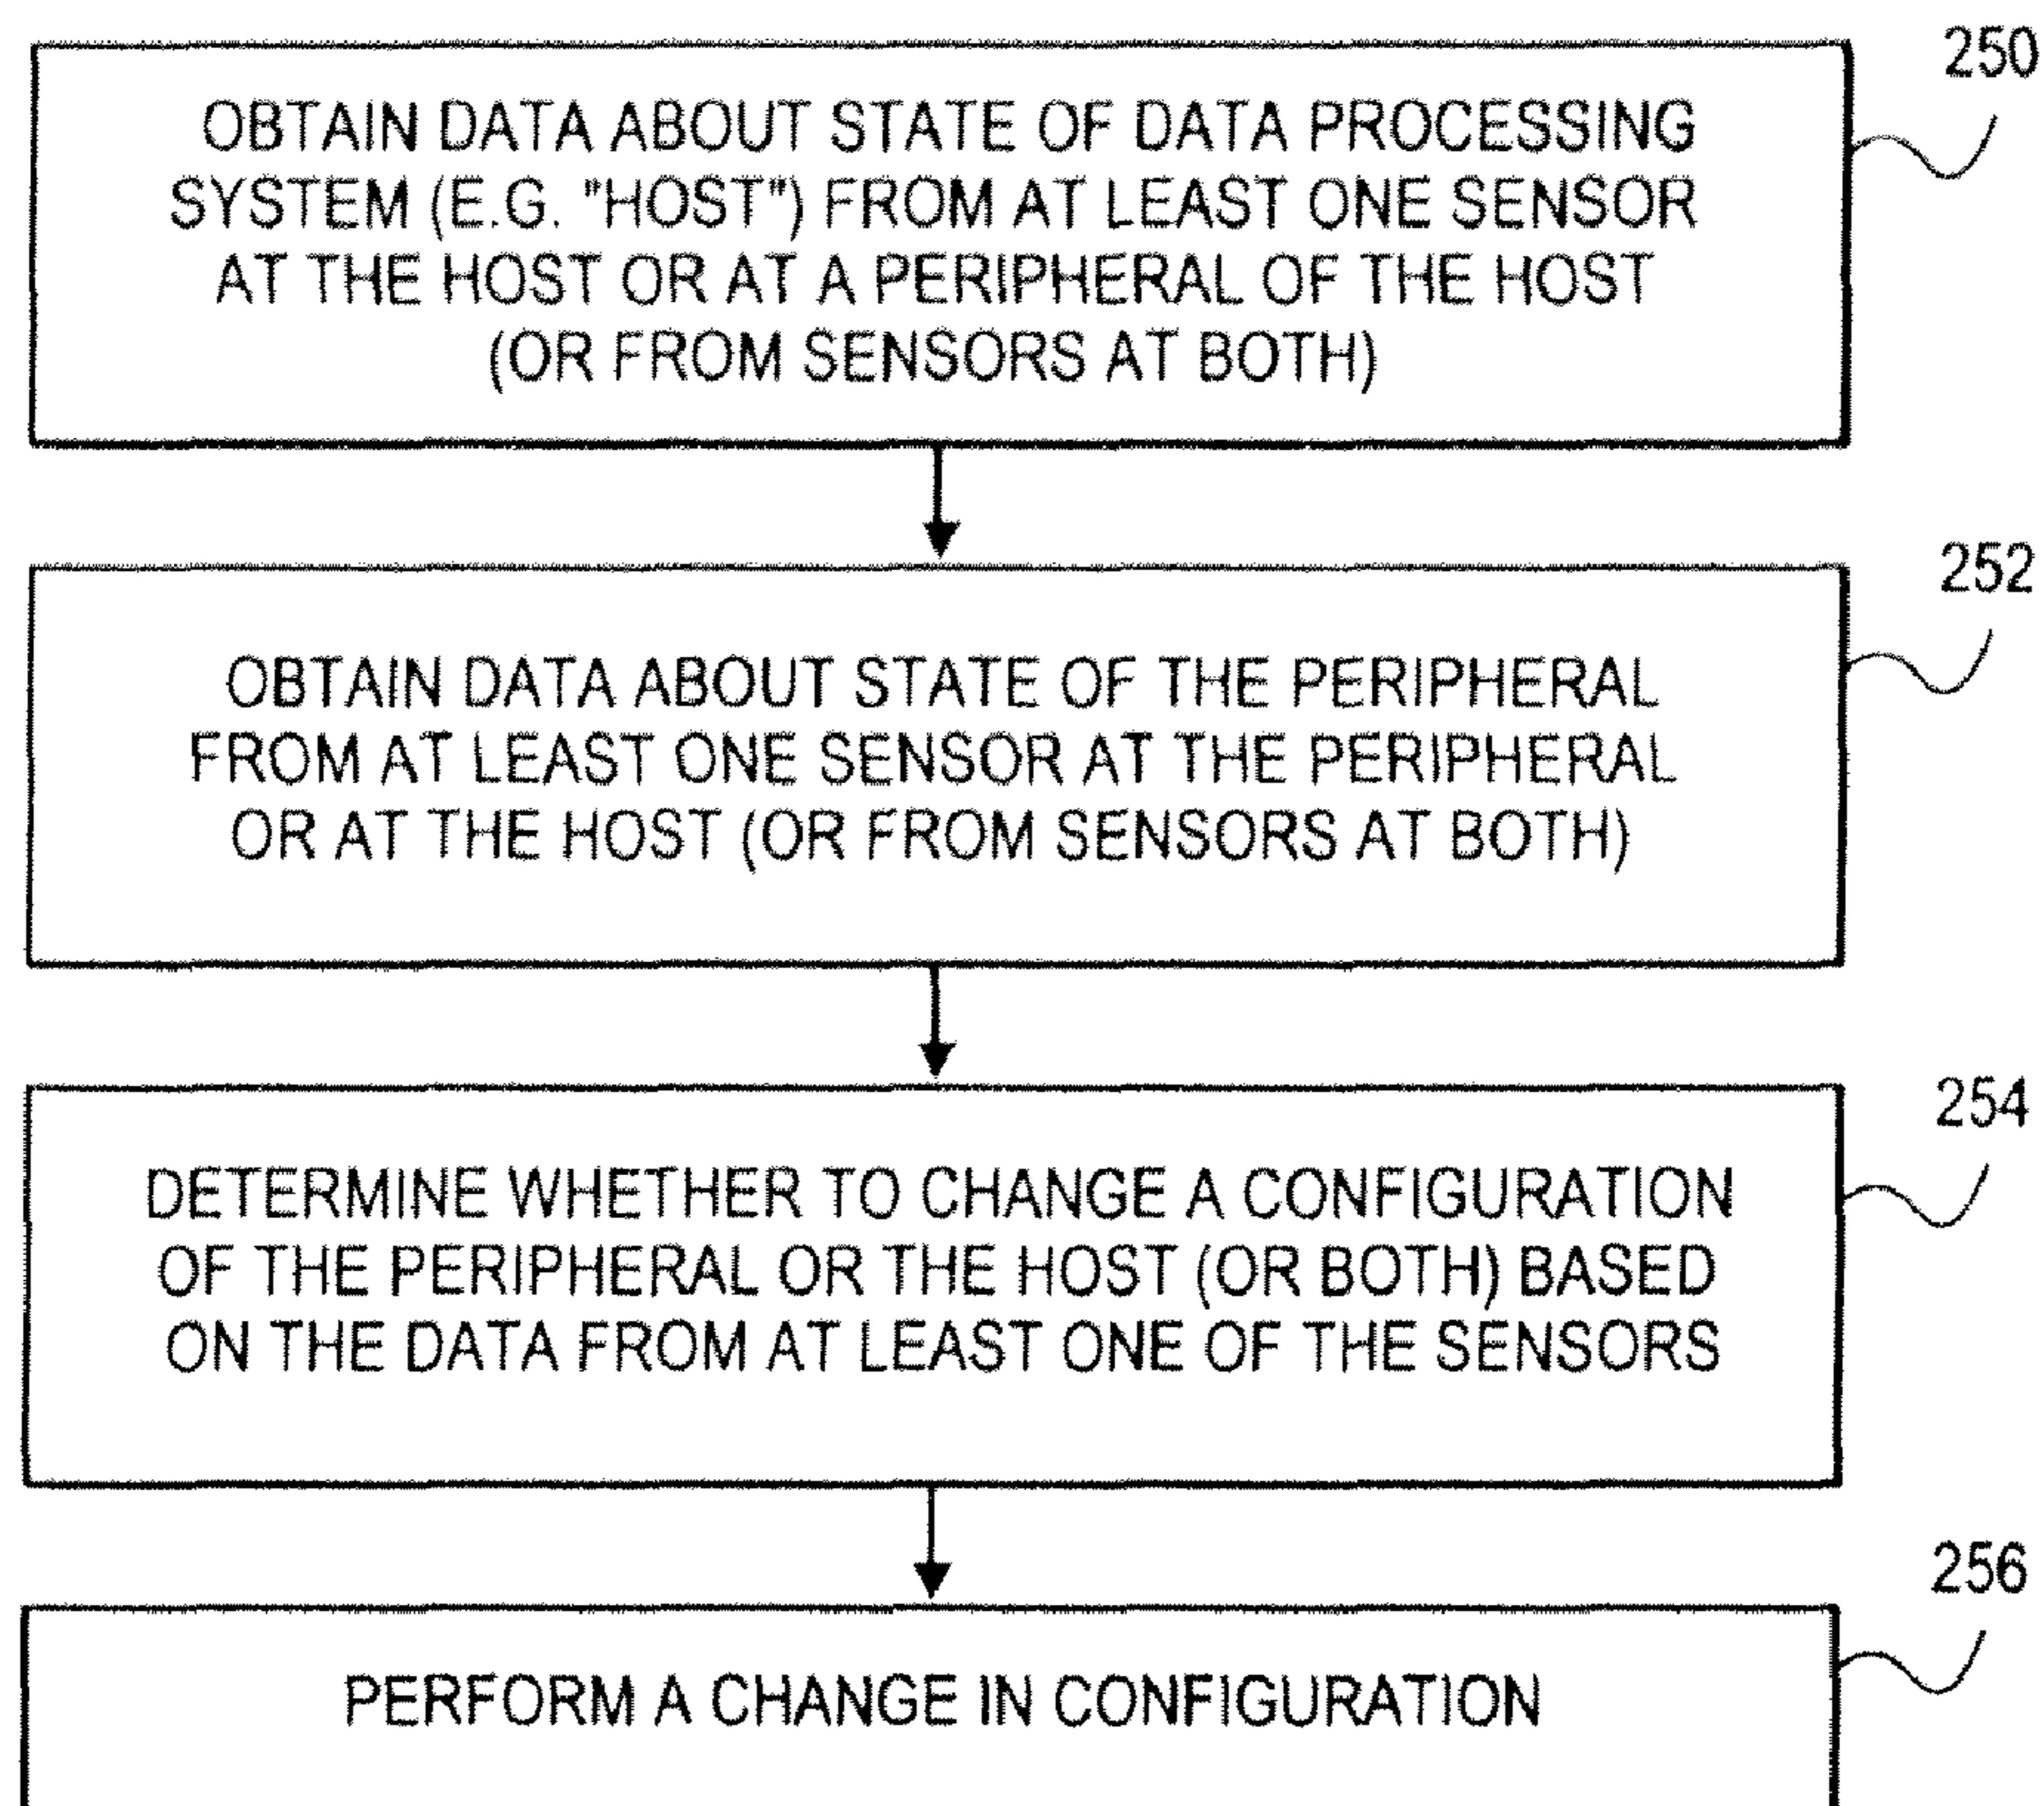 250
OBTAIN DATA ABOUT STATE OF DATA PROCESSING
SYSTEM (E.G. "HOST") FROM AT LEAST ONE SENSOR
AT THE HOST OR AT A PERIPHERAL OF THE HOST
(OR FROM SENSORS AT BOTH)
252
OBTAIN DATA ABOUT STATE OF THE PERIPHERAL
FROM AT LEAST ONE SENSOR AT THE PERIPHERAL
OR AT THE HOST (OR FROM SENSORS AT BOTH)
254
DETERMINE WHETHER TO CHANGE A CONFIGURATION
OF THE PERIPHERAL OR THE HOST (OR BOTH) BASED
ON THE DATA FROM AT LEAST ONE OF THE SENSORS
256
PERFORM A CHANGE IN CONFIGURATION